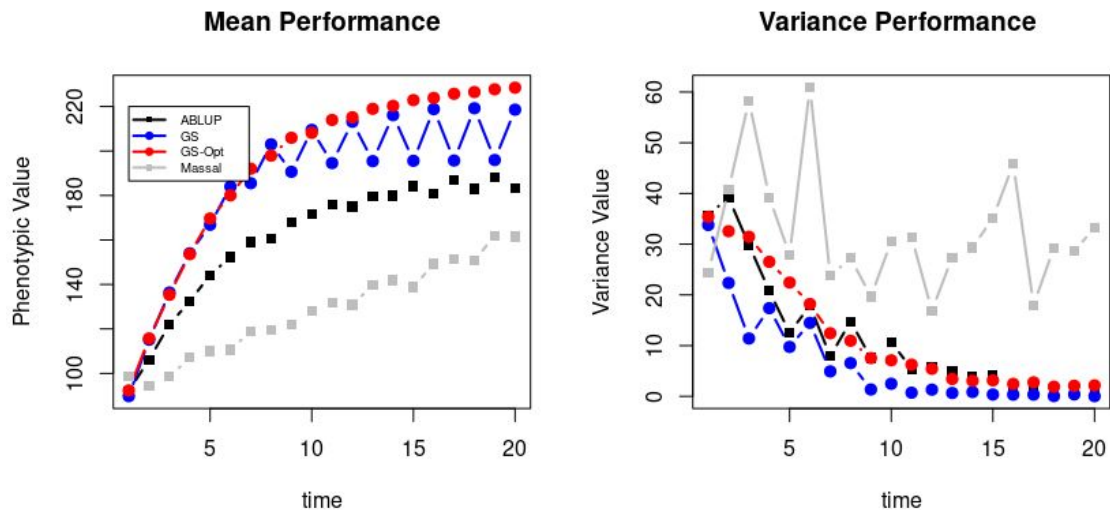 Mean Performance
Phenotypic Value
220
180
140
100
ABLUP
GS
GS-Opt
Massal
5 10 15 20
time
Variance Performance
Variance Value
60
50
40
30
20
10
0
5 10 15 20
time